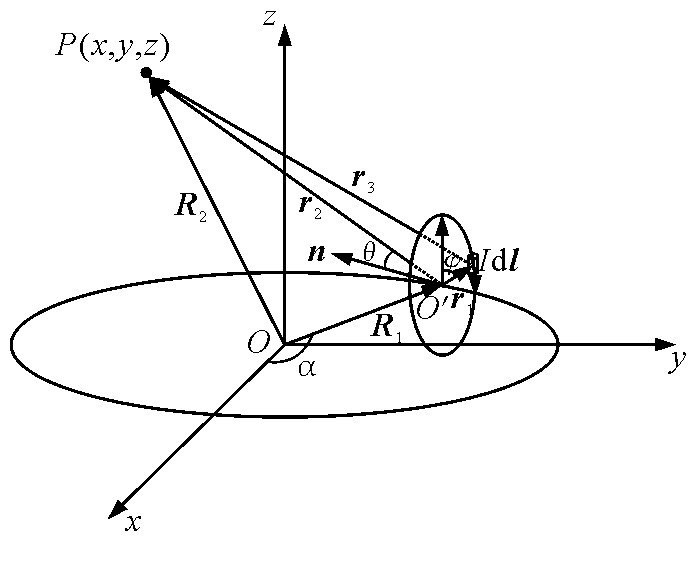 z
P(x,y,z)
r₃
R₂
r₂
n
θ
φ
Idl
O′
r₁
R₁
O
α
y
x